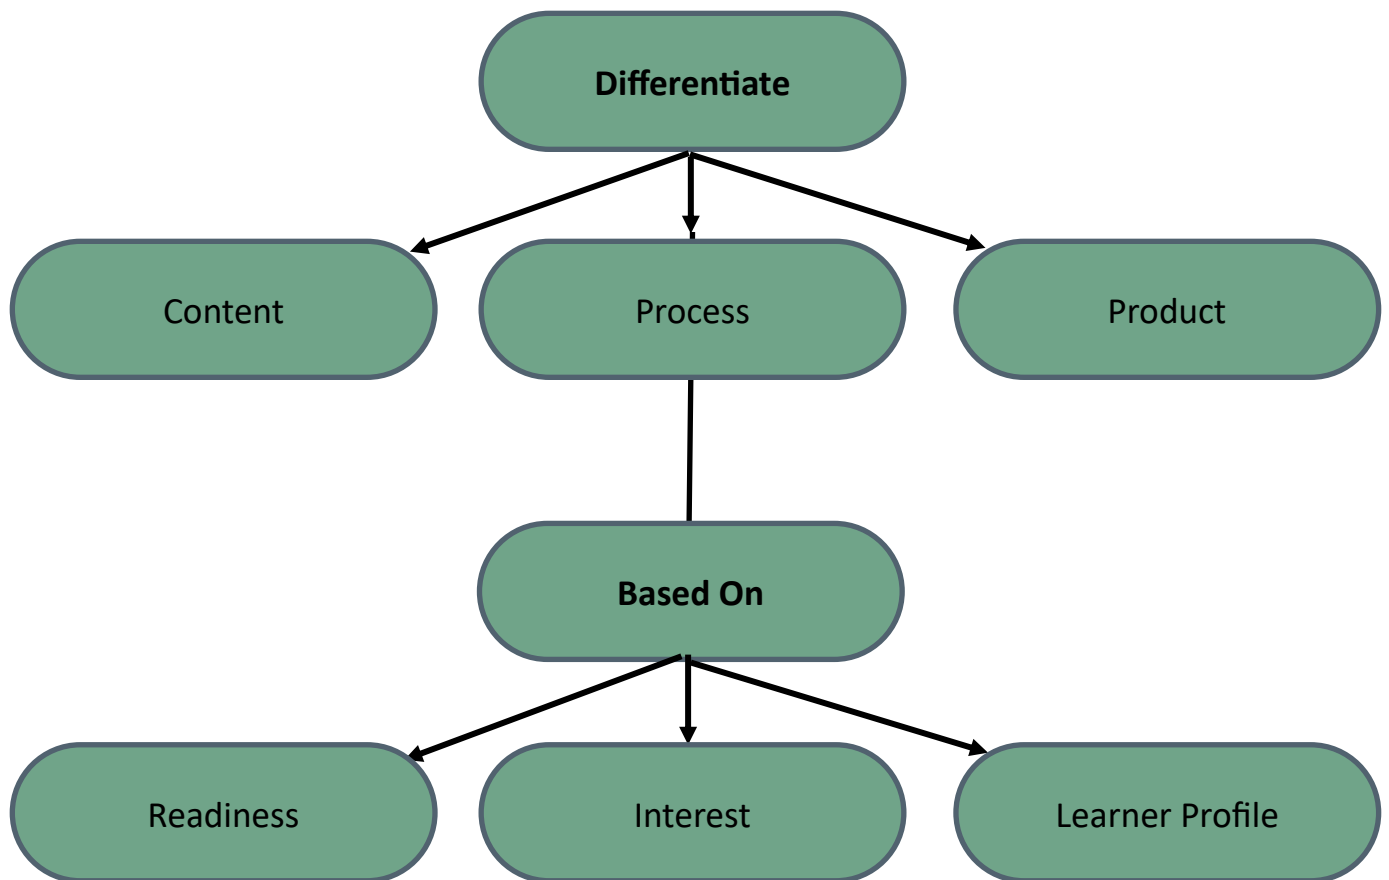 Differentiate
Content
Process
Product
Based On
Readiness
Interest
Learner Profile